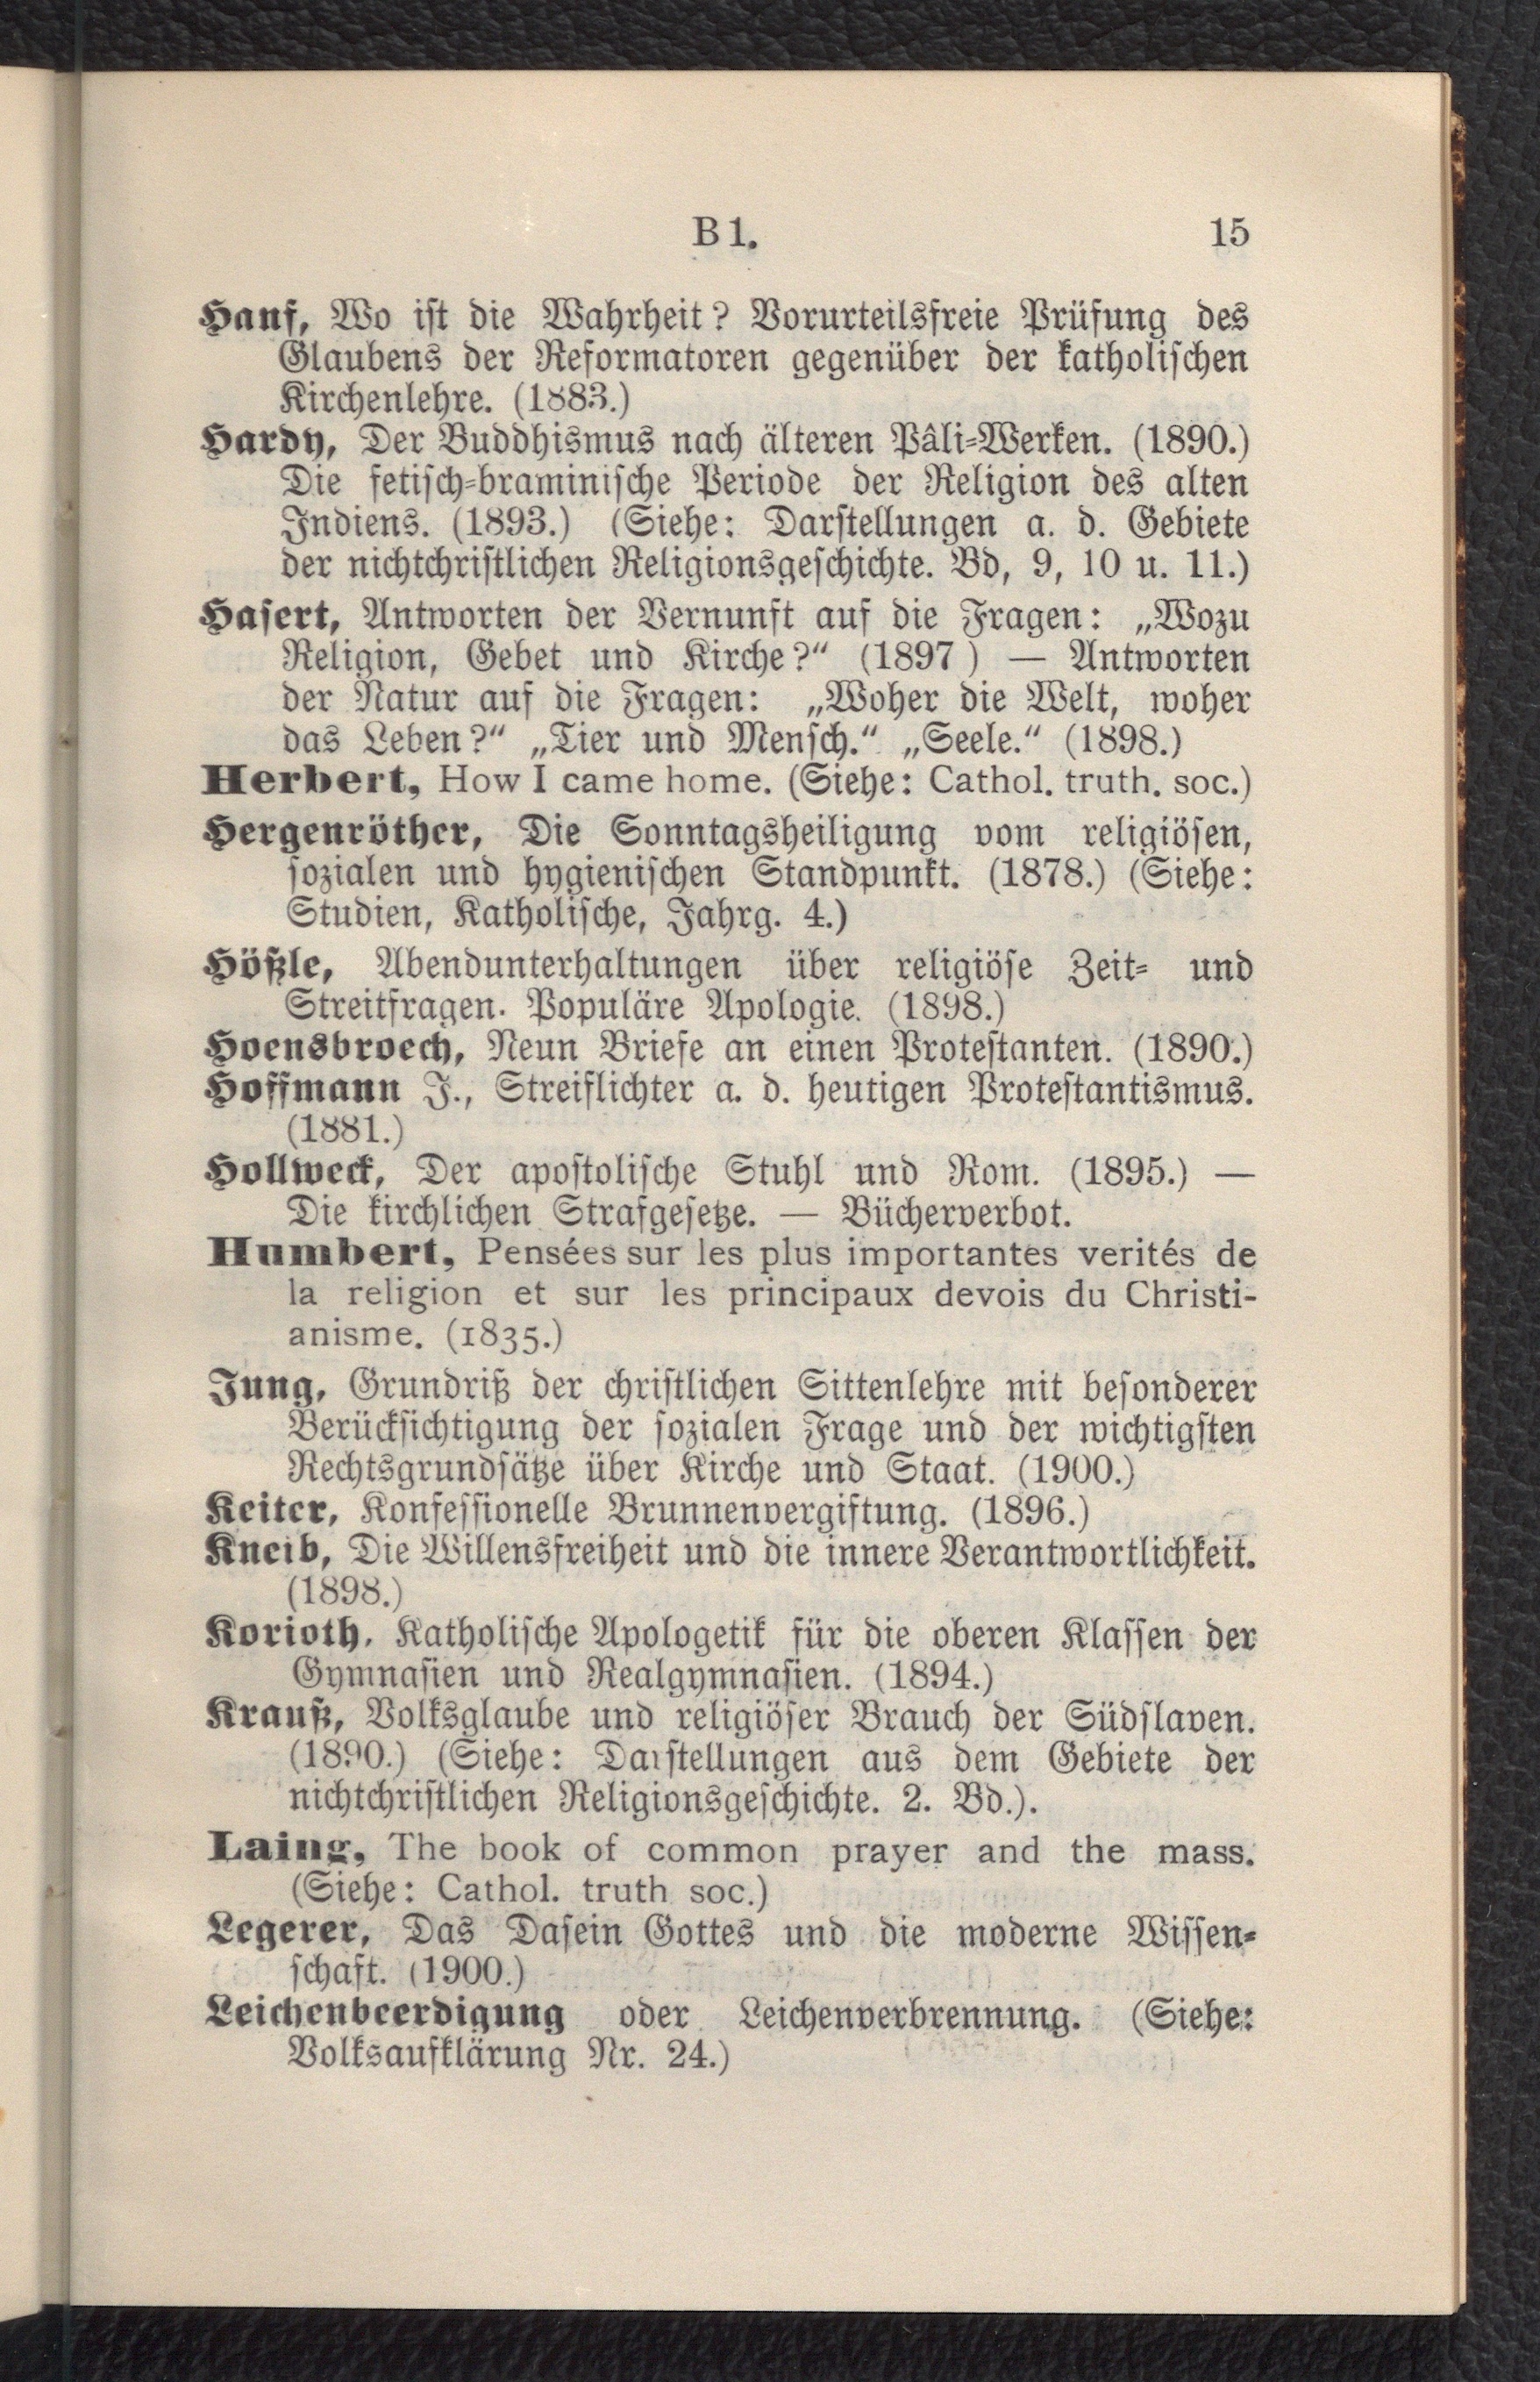 B 1. 15
Hanf, Wo ist die Wahrheit? Vorurteilsfreie Prüfung des
Glaubens der Reformatoren gegenüber der katholischen
Kirchenlehre. (1883.)
Hardy, Der Buddhismus nach älteren Pâli-Werken. (1890.)
Die fetisch-braminische Periode der Religion des alten
Indiens. (1893.) (Siehe: Darstellungen a. d. Gebiete
der nichtchristlichen Religionsgeschichte. Bd, 9, 10 u. 11.)
Hasert, Antworten der Vernunft auf die Fragen: „Wozu
Religion, Gebet und Kirche?“ (1897 ) — Antworten
der Natur auf die Fragen: „Woher die Welt, woher
das Leben?“ „Tier und Mensch.“ „Seele.“ (1898.)
Herbert, How I came home. (Siehe: Cathol. truth. soc.)
Hergenröther, Die Sonntagsheiligung vom religiösen,
sozialen und hygienischen Standpunkt. (1878.) (Siehe:
Studien, Katholische, Jahrg. 4.)
Hößle, Abendunterhaltungen über religiöse Zeit- und
Streitfragen. Populäre Apologie. (1898.)
Hoensbroech, Neun Briefe an einen Protestanten. (1890.)
Hoffmann J., Streiflichter a. d. heutigen Protestantismus.
(1881.)
Hollweck, Der apostolische Stuhl und Rom. (1895.) —
Die kirchlichen Strafgesetze. — Bücherverbot.
Humbert, Pensées sur les plus importantes verités de
la religion et sur les principaux devois du Christi-
anisme. (1835.)
Jung, Grundriß der christlichen Sittenlehre mit besonderer
Berücksichtigung der sozialen Frage und der wichtigsten
Rechtsgrundsätze über Kirche und Staat. (1900.)
Keiter, Konfessionelle Brunnenvergiftung. (1896.)
Kneib, Die Willensfreiheit und die innere Verantwortlichkeit.
(1898.)
Korioth, Katholische Apologetik für die oberen Klassen der
Gymnasien und Realgymnasien. (1894.)
Krauß, Volksglaube und religiöser Brauch der Südslaven.
(1890.) (Siehe: Darstellungen aus dem Gebiete der
nichtchristlichen Religionsgeschichte. 2. Bd.).
Laing, The book of common prayer and the mass.
(Siehe: Cathol. truth soc.)
Legerer, Das Dasein Gottes und die moderne Wissen-
schaft. (1900.)
Leichenbeerdigung oder Leichenverbrennung. (Siehe:
Volksaufklärung Nr. 24.)